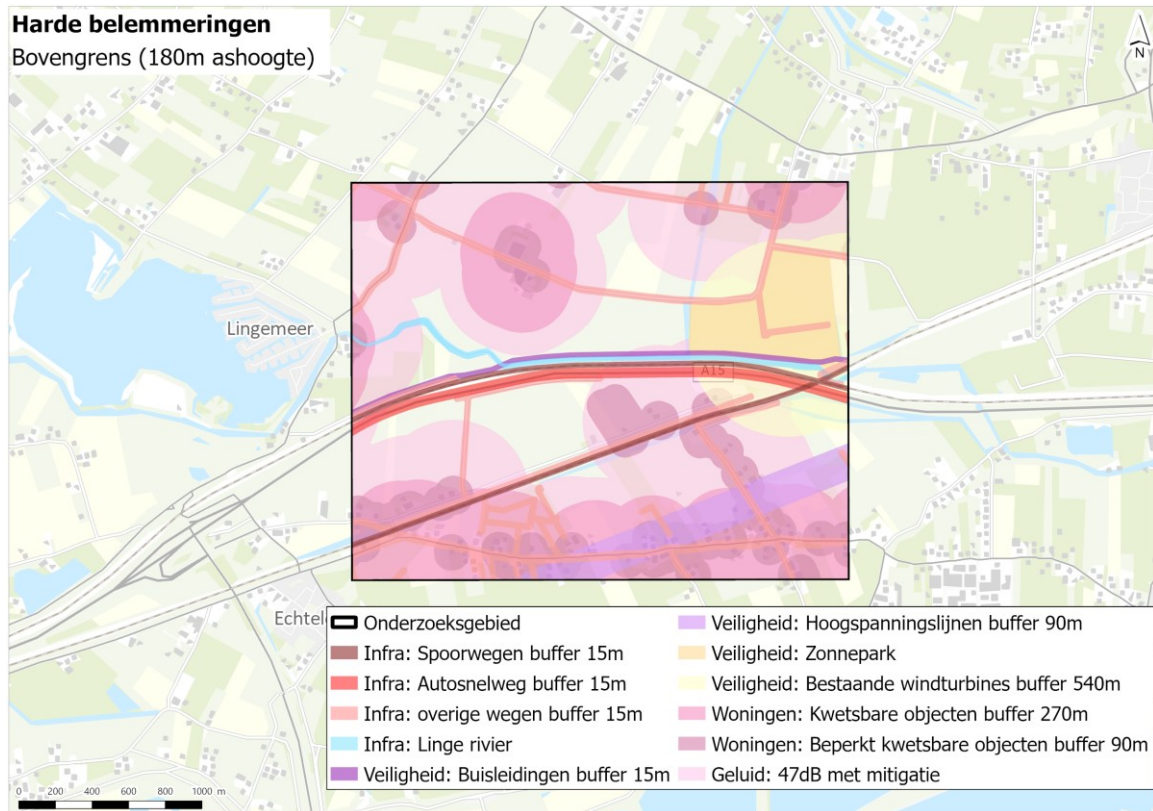 Harde belemmeringen
Bovengrens (180m ashoogte)
N
Lingemeer
A15
Echtel
Onderzoeksgebied
Infra: Spoorwegen buffer 15m
Infra: Autosnelweg buffer 15m
Infra: overige wegen buffer 15m
Infra: Linge rivier
Veiligheid: Buisleidingen buffer 15m
Veiligheid: Hoogspanningslijnen buffer 90m
Veiligheid: Zonnepark
Veiligheid: Bestaande windturbines buffer 540m
Woningen: Kwetsbare objecten buffer 270m
Woningen: Beperkt kwetsbare objecten buffer 90m
Geluid: 47dB met mitigatie
0 200 400 600 800 1000 m